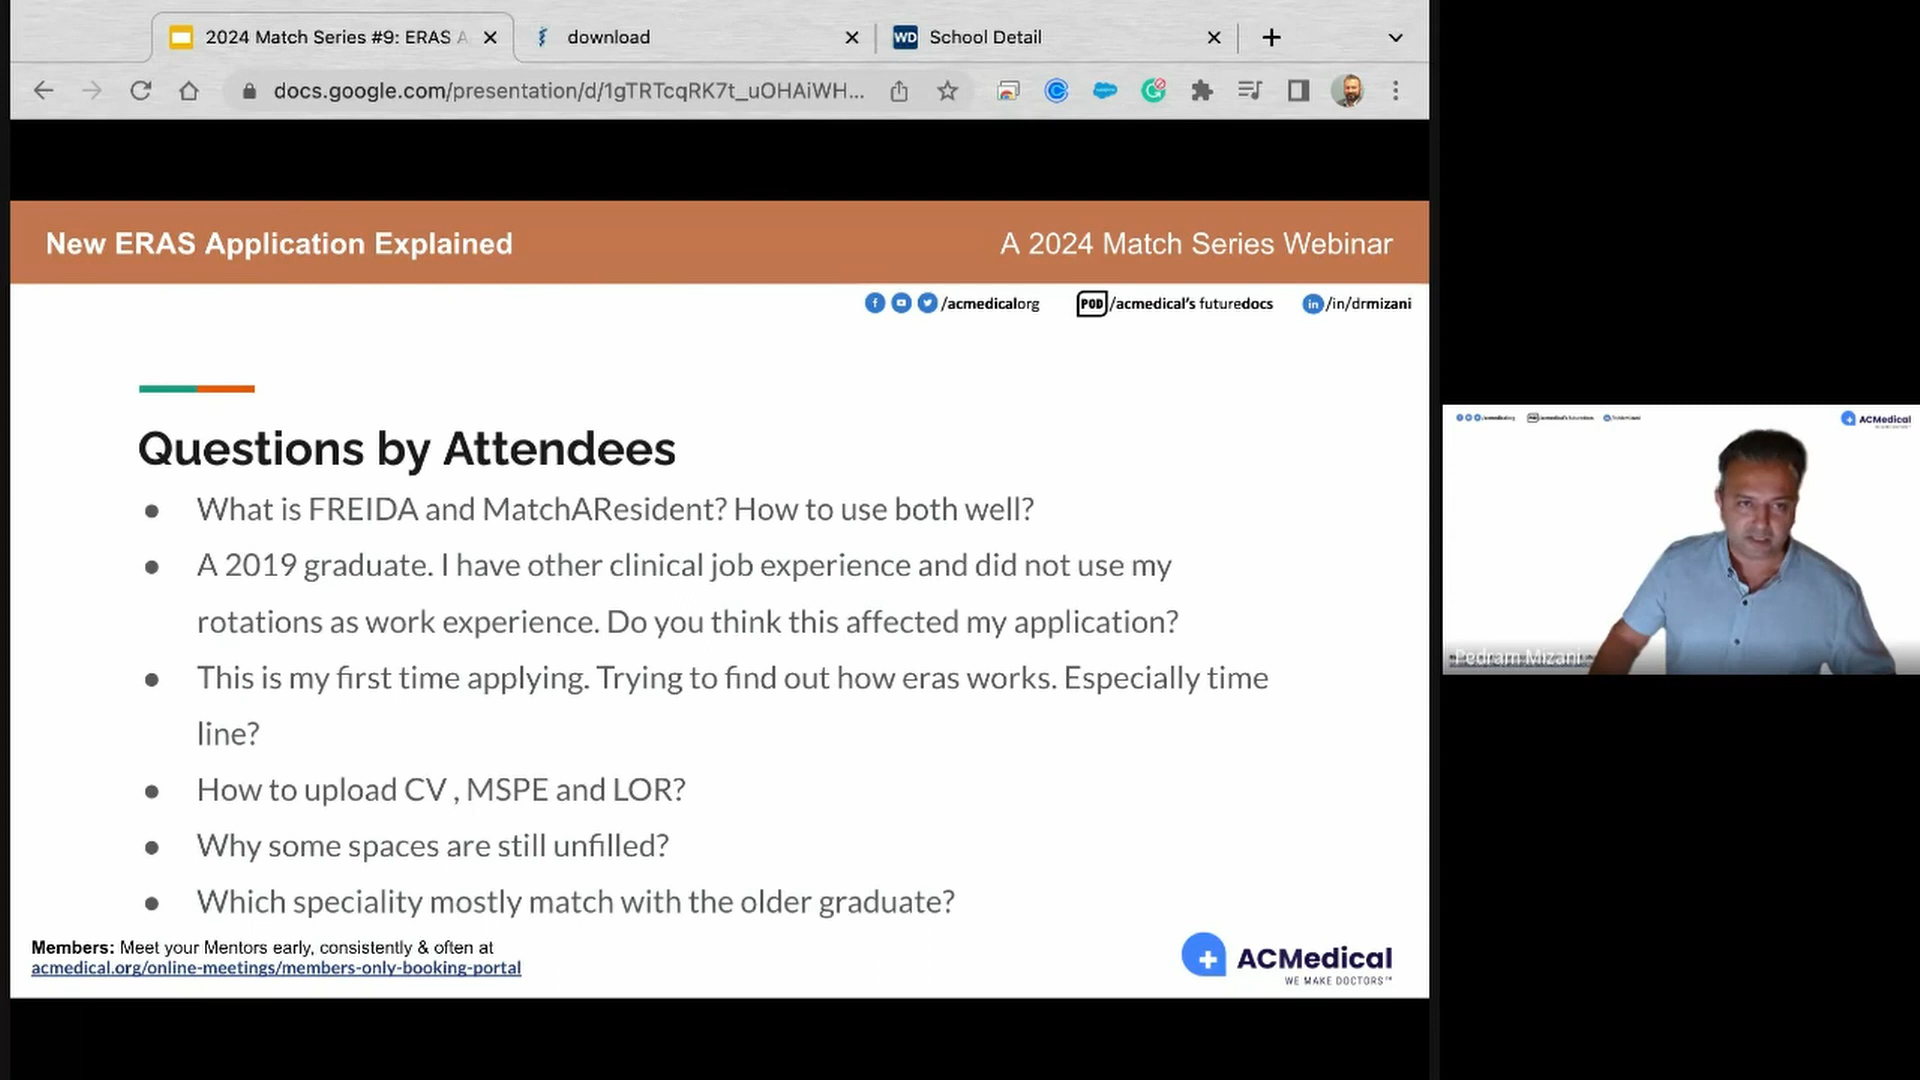 2024 Match Series #9: ERAS A
download
School Detail
docs.google.com/presentation/d/1gTRTcqRK7t_uOHAiWH...
New ERAS Application Explained
A 2024 Match Series Webinar
/acmedicalorg
POD /acmedical's futuredocs
in /in/drmizani
Questions by Attendees
● What is FREIDA and MatchAResident? How to use both well?
● A 2019 graduate. I have other clinical job experience and did not use my
rotations as work experience. Do you think this affected my application?
● This is my first time applying. Trying to find out how eras works. Especially time
line?
● How to upload CV , MSPE and LOR?
● Why some spaces are still unfilled?
● Which speciality mostly match with the older graduate?
Members: Meet your Mentors early, consistently & often at
acmedical.org/online-meetings/members-only-booking-portal
ACMedical
WE MAKE DOCTORS™
ACMedical
Pedram Mizani